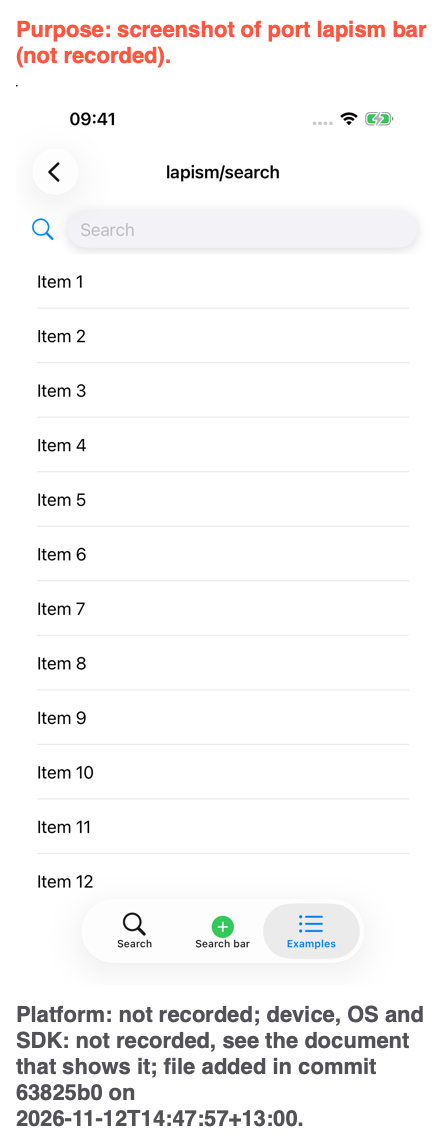 Purpose: screenshot of port lapism bar
(not recorded).
.
09:41
lapism/search
Search
Item 1
Item 2
Item 3
Item 4
Item 5
Item 6
Item 7
Item 8
Item 9
Item 10
Item 11
Item 12
Search
Search bar
Examples
Platform: not recorded; device, OS and
SDK: not recorded, see the document
that shows it; file added in commit
63825b0 on
2026-11-12T14:47:57+13:00.